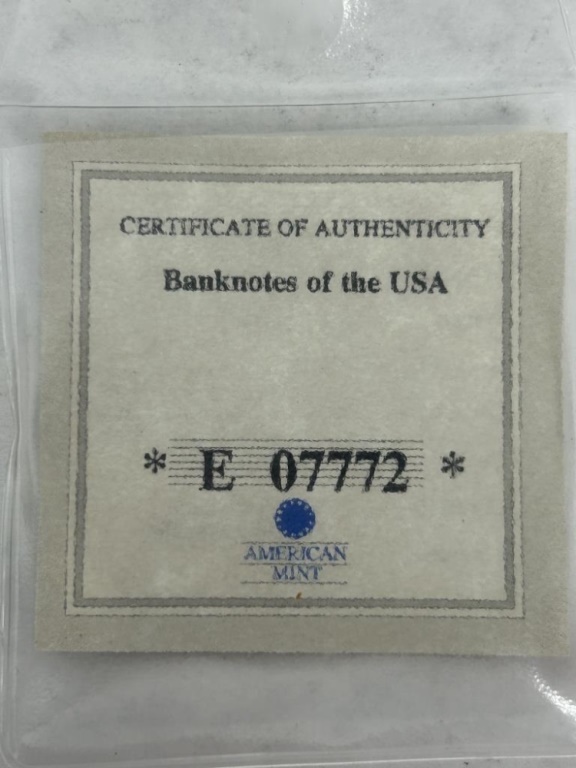 CERTIFICATE OF AUTHENTICITY
Banknotes of the USA
* E 07772 *
AMERICAN
MINT